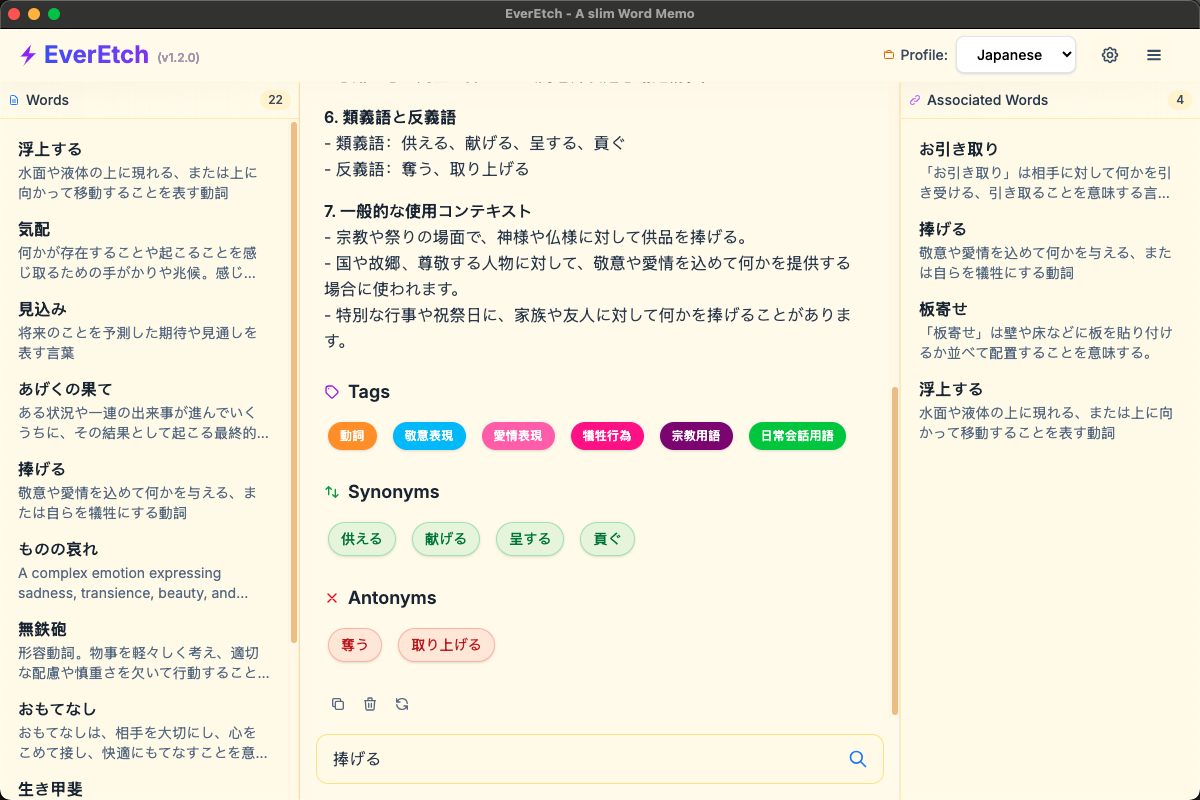 EverEtch - A slim Word Memo
EverEtch (v1.2.0)
Profile: Japanese
Words 22
浮上する
水面や液体の上に現れる、または上に
向かって移動することを表す動詞
気配
何かが存在することや起こることを感
じ取るための手がかりや兆候。感じ...
見込み
将来のことを予測した期待や見通しを
表す言葉
あげくの果て
ある状況や一連の出来事が進んでいく
うちに、その結果として起こる最終的...
捧げる
敬意や愛情を込めて何かを与える、ま
たは自らを犠牲にする動詞
ものの哀れ
A complex emotion expressing
sadness, transience, beauty, and...
無鉄砲
形容動詞。物事を軽々しく考え、適切
な配慮や慎重さを欠いて行動すること...
おもてなし
おもてなしは、相手を大切にし、心を
こめて接し、快適にもてなすことを意...
生き甲斐
6. 類義語と反義語
- 類義語：供える、献げる、呈する、貢ぐ
- 反義語：奪う、取り上げる
7. 一般的な使用コンテキスト
- 宗教や祭りの場面で、神様や仏様に対して供品を捧げる。
- 国や故郷、尊敬する人物に対して、敬意や愛情を込めて何かを提供する
場合に使われます。
- 特別な行事や祝祭日に、家族や友人に対して何かを捧げることがありま
す。
Tags
動詞 敬意表現 愛情表現 犠牲行為 宗教用語 日常会話用語
Synonyms
供える 献げる 呈する 貢ぐ
Antonyms
奪う 取り上げる
捧げる
Associated Words 4
お引き取り
「お引き取り」は相手に対して何かを引
き受ける、引き取ることを意味する言...
捧げる
敬意や愛情を込めて何かを与える、また
は自らを犠牲にする動詞
板寄せ
「板寄せ」は壁や床などに板を貼り付け
るか並べて配置することを意味する。
浮上する
水面や液体の上に現れる、または上に向
かって移動することを表す動詞